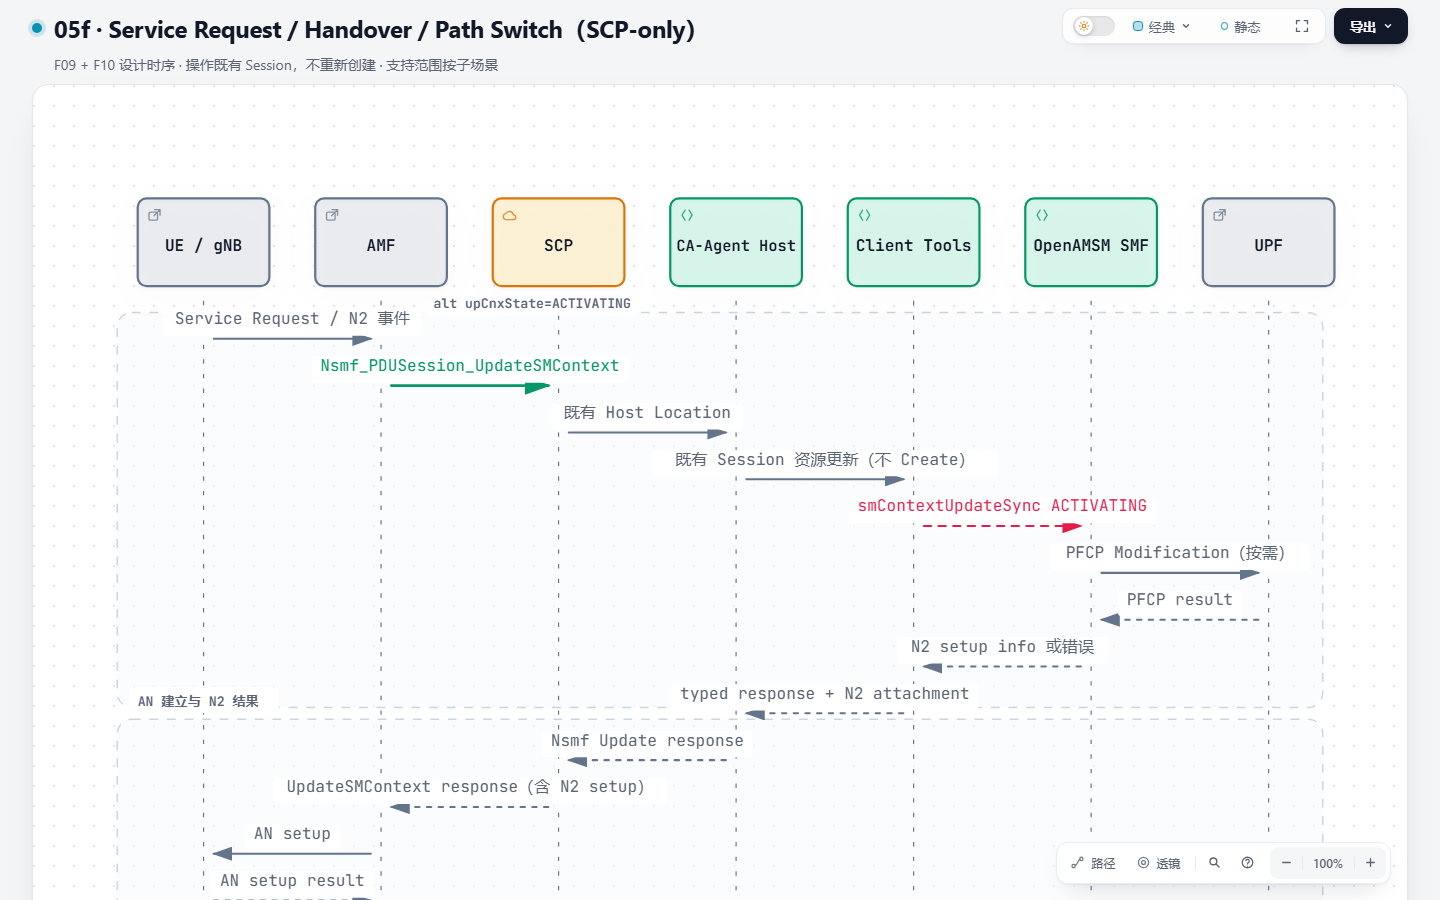 05f · Service Request / Handover / Path Switch（SCP-only）
经典
静态
导出
F09 + F10 设计时序 · 操作既有 Session，不重新创建 · 支持范围按子场景
UE / gNB
AMF
SCP
CA-Agent Host
Client Tools
OpenAMSM SMF
UPF
alt upCnxState=ACTIVATING
Service Request / N2 事件
Nsmf_PDUSession_UpdateSMContext
既有 Host Location
既有 Session 资源更新（不 Create）
smContextUpdateSync ACTIVATING
PFCP Modification（按需）
PFCP result
N2 setup info 或错误
typed response + N2 attachment
AN 建立与 N2 结果
Nsmf Update response
UpdateSMContext response（含 N2 setup）
AN setup
AN setup result
路径
透镜
100%